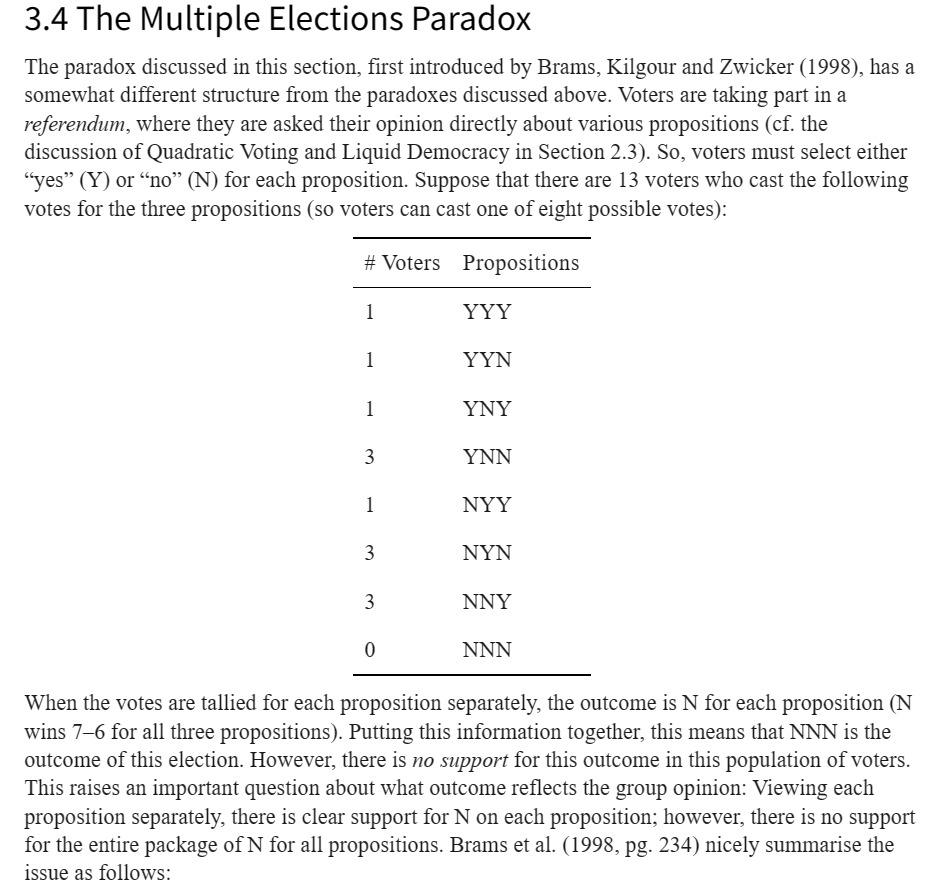 3.4 The Multiple Elections Paradox
The paradox discussed in this section, first introduced by Brams, Kilgour and Zwicker (1998), has a
somewhat different structure from the paradoxes discussed above. Voters are taking part in a
referendum, where they are asked their opinion directly about various propositions (cf. the
discussion of Quadratic Voting and Liquid Democracy in Section 2.3). So, voters must select either
“yes” (Y) or “no” (N) for each proposition. Suppose that there are 13 voters who cast the following
votes for the three propositions (so voters can cast one of eight possible votes):
# Voters Propositions
1 YYY
1 YYN
1 YNY
3 YNN
1 NYY
3 NYN
3 NNY
0 NNN
When the votes are tallied for each proposition separately, the outcome is N for each proposition (N
wins 7–6 for all three propositions). Putting this information together, this means that NNN is the
outcome of this election. However, there is no support for this outcome in this population of voters.
This raises an important question about what outcome reflects the group opinion: Viewing each
proposition separately, there is clear support for N on each proposition; however, there is no support
for the entire package of N for all propositions. Brams et al. (1998, pg. 234) nicely summarise the
issue as follows: